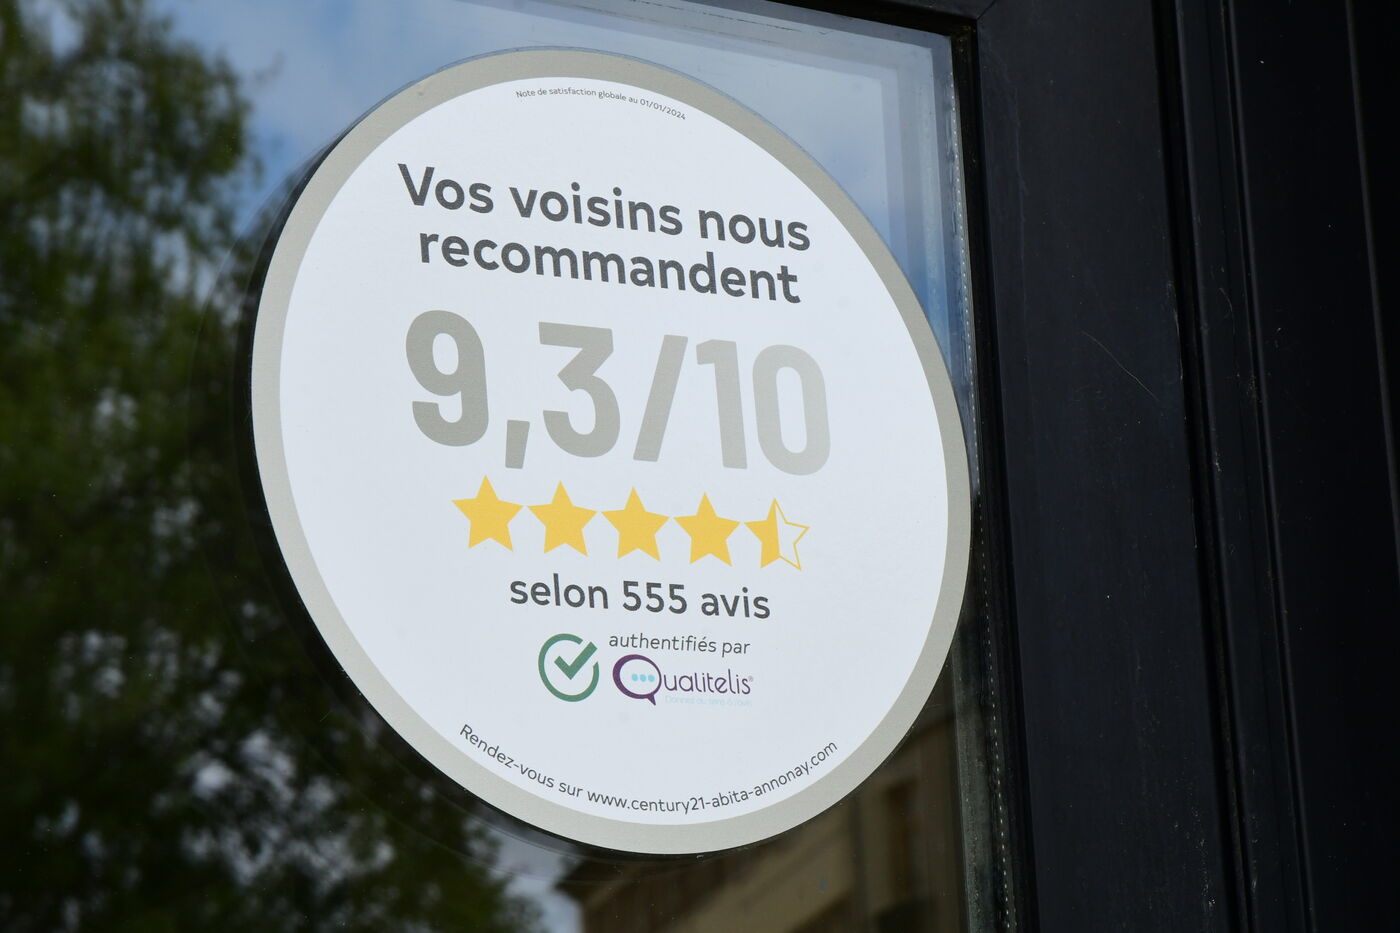 Note de satisfaction globale au 01/01/2024
Vos voisins nous
recommandent
9,3/10
selon 555 avis
authentifiés par
Qualitelis®
Rendez-vous sur www.century21-abita-annonay.com